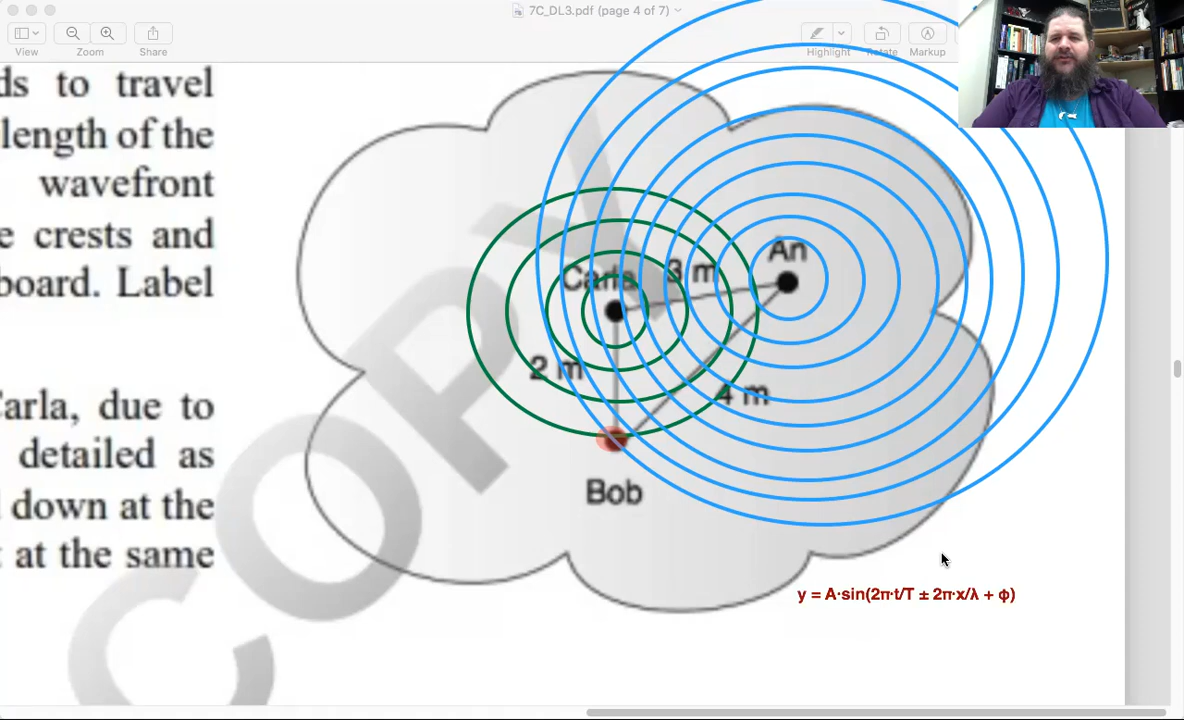 7C_DL3.pdf (page 4 of 7)
View
Zoom
Share
Highlight
Rotate
Markup
ds to travel
length of the
wavefront
e crests and
board. Label
Carla, due to
detailed as
down at the
t at the same
An
Carla
3 m
2 m
4 m
Bob
COPY
y = A·sin(2π·t/T ± 2π·x/λ + φ)